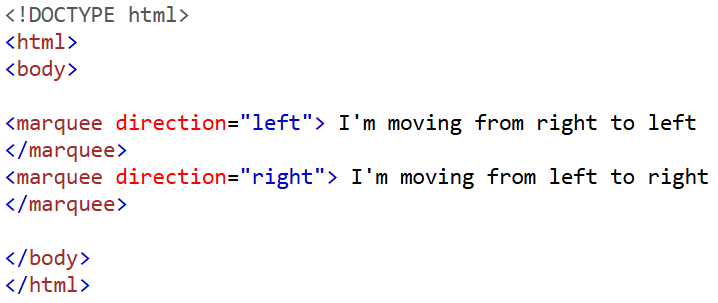 <!DOCTYPE html>
<html>
<body>
<marquee direction="left"> I'm moving from right to left
</marquee>
<marquee direction="right"> I'm moving from left to right
</marquee>
</body>
</html>